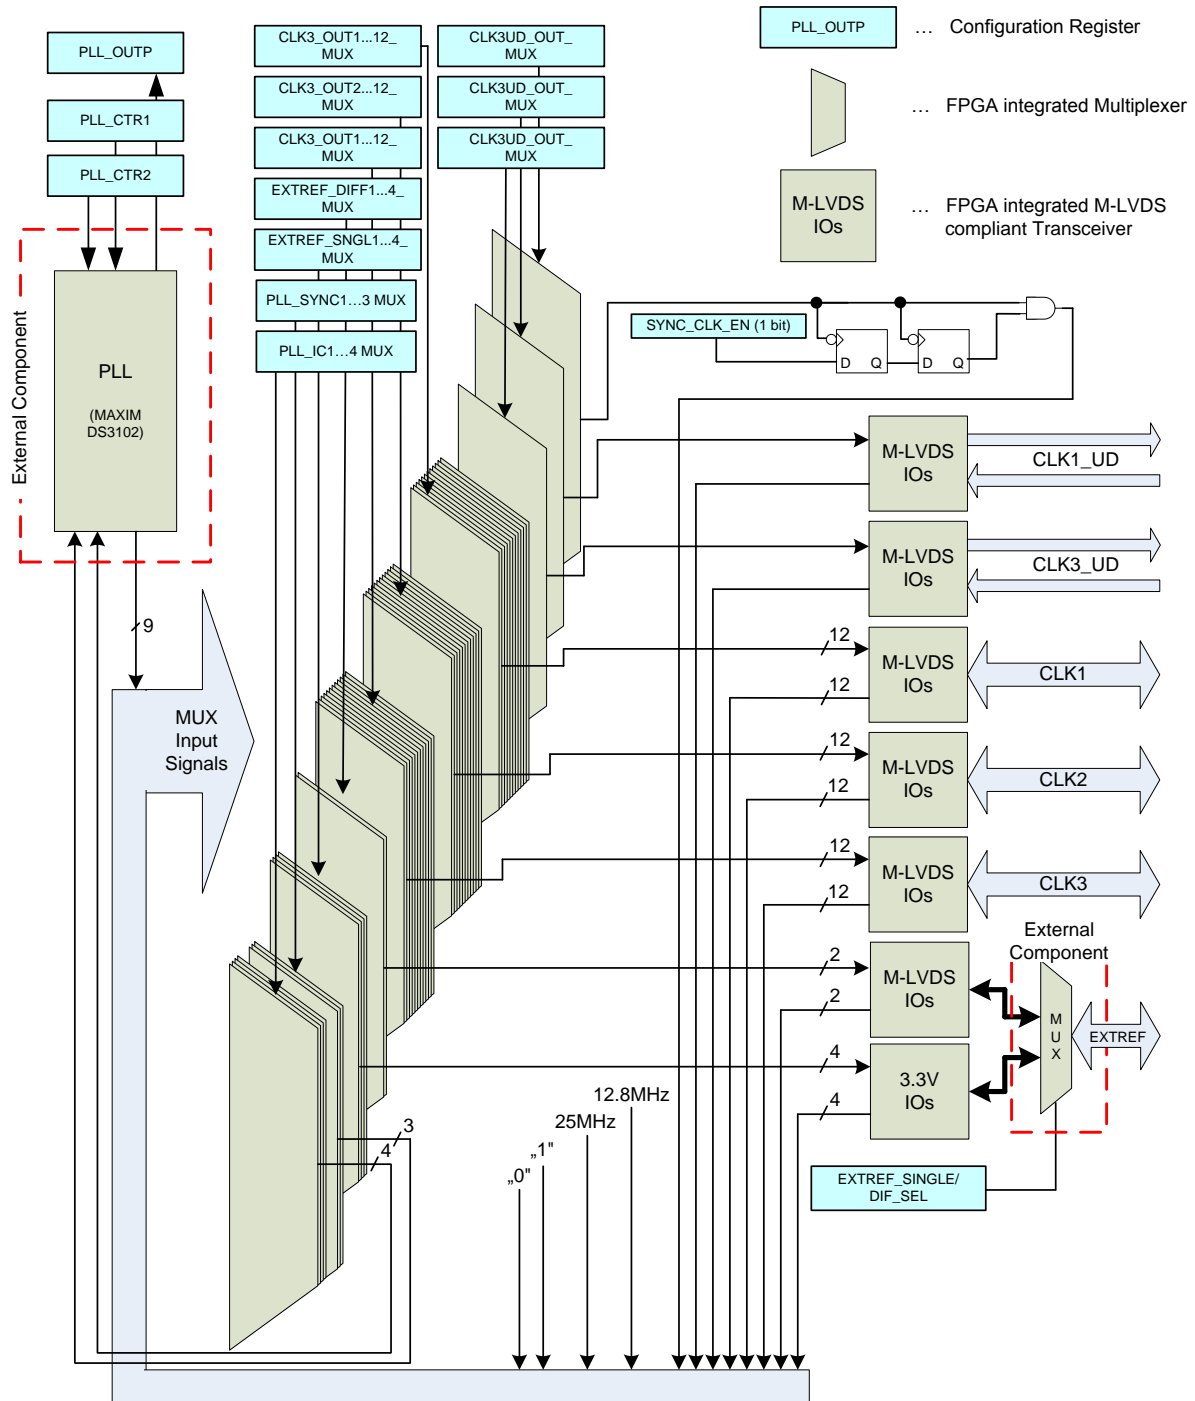 PLL_OUTP
PLL_CTR1
PLL_CTR2
CLK3_OUT1...12_
MUX
CLK3_OUT2...12_
MUX
CLK3_OUT1...12_
MUX
EXTREF_DIFF1...4_
MUX
EXTREF_SNGL1...4_
MUX
PLL_SYNC1...3 MUX
PLL_IC1...4 MUX
CLK3UD_OUT_
MUX
CLK3UD_OUT_
MUX
CLK3UD_OUT_
MUX
PLL_OUTP
... Configuration Register
... FPGA integrated Multiplexer
M-LVDS
IOs
... FPGA integrated M-LVDS
compliant Transceiver
External Component
PLL
(MAXIM
DS3102)
9
MUX
Input
Signals
SYNC_CLK_EN (1 bit)
D
Q
D
Q
M-LVDS
IOs
CLK1_UD
M-LVDS
IOs
CLK3_UD
12
12
M-LVDS
IOs
CLK1
12
12
M-LVDS
IOs
CLK2
12
12
M-LVDS
IOs
CLK3
External
Component
2
2
M-LVDS
IOs
MUX
EXTREF
4
4
3.3V
IOs
EXTREF_SINGLE/
DIF_SEL
3
4
„0"
„1"
25MHz
12.8MHz